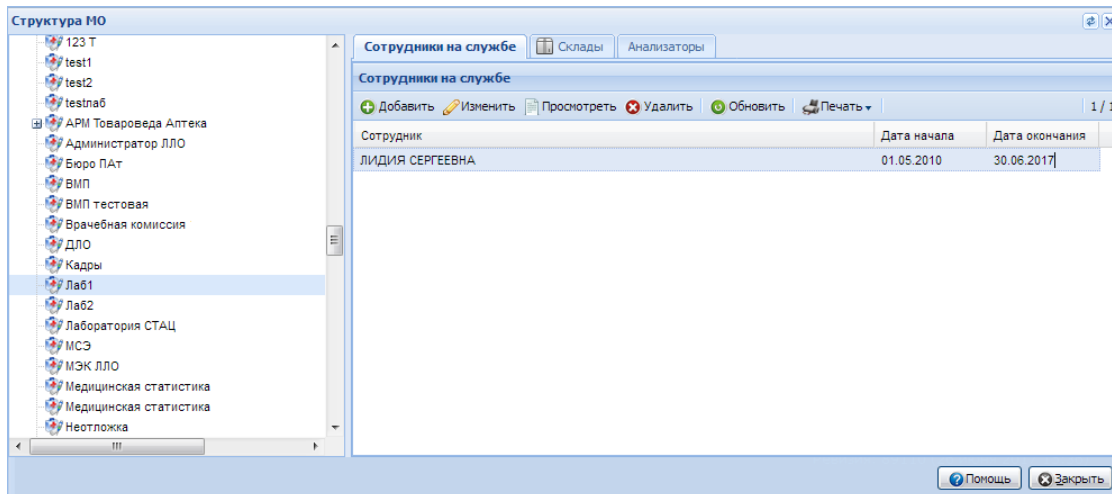 Структура МО
123 Т
test1
test2
testлаб
АРМ Товароведа Аптека
Администратор ЛЛО
Бюро ПАт
ВМП
ВМП тестовая
Врачебная комиссия
ДЛО
Кадры
Лаб1
Лаб2
Лаборатория СТАЦ
МСЭ
МЭК ЛЛО
Медицинская статистика
Медицинская статистика
Неотложка
Сотрудники на службе Склады Анализаторы
Сотрудники на службе
Добавить Изменить Просмотреть Удалить Обновить Печать 1 / 1
Сотрудник Дата начала Дата окончания
ЛИДИЯ СЕРГЕЕВНА 01.05.2010 30.06.2017
Помощь Закрыть